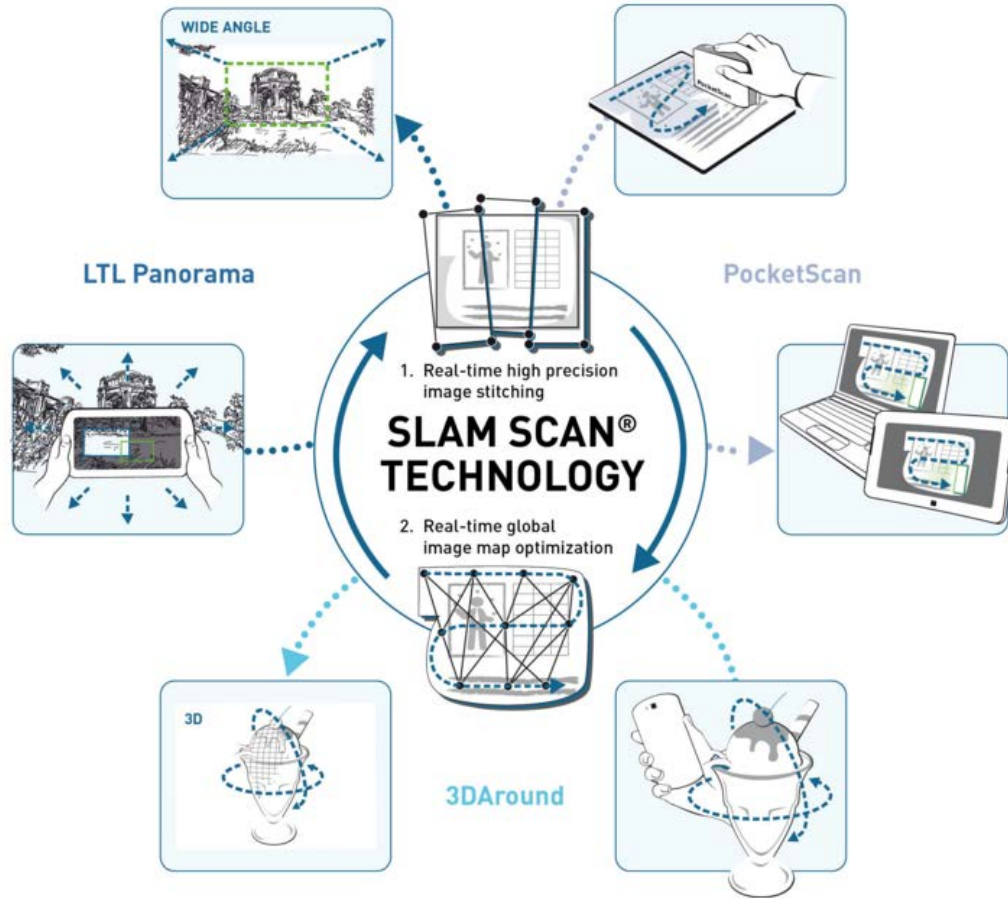 WIDE ANGLE
PocketScan
LTL Panorama
PocketScan
1. Real-time high precision
image stitching
SLAM SCAN®
TECHNOLOGY
2. Real-time global
image map optimization
3D
3DAround